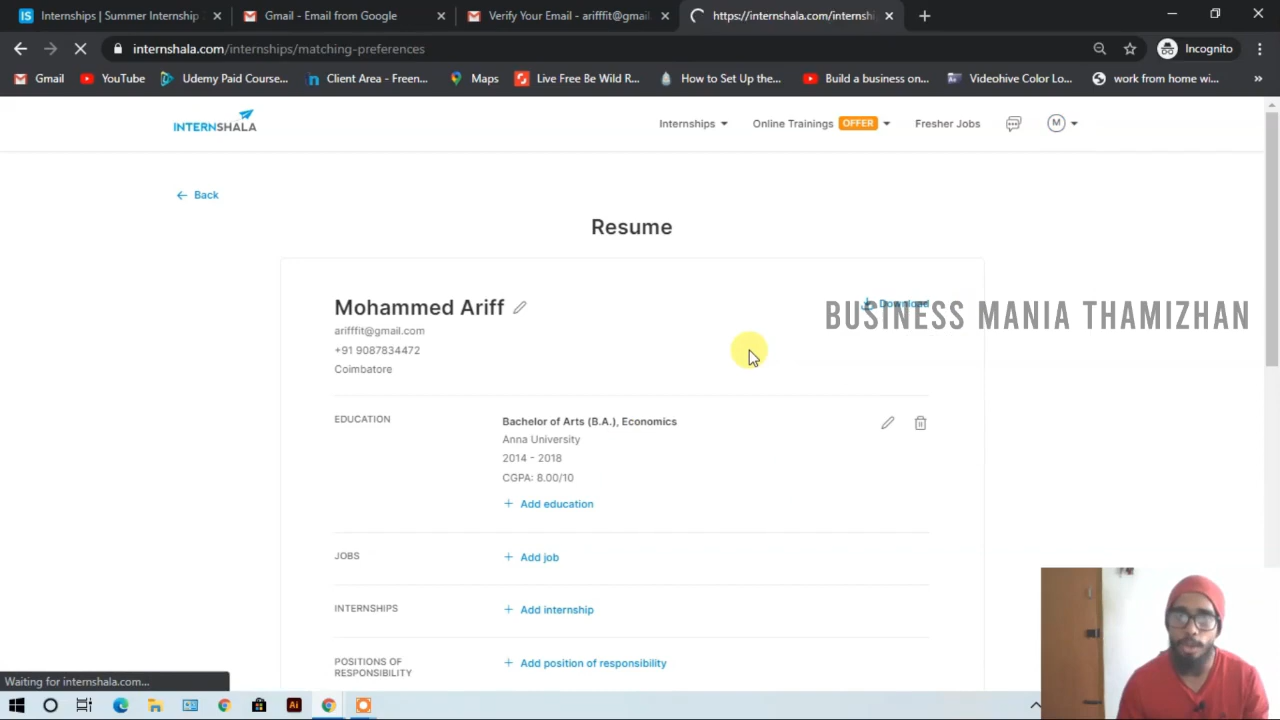 Internships | Summer Internship
Gmail - Email from Google
Verify Your Email - arifffit@gmail
https://internshala.com/internsh
internshala.com/internships/matching-preferences
Incognito
Gmail
YouTube
Udemy Paid Course...
Client Area - Freen...
Maps
Live Free Be Wild R...
How to Set Up the...
Build a business on...
Videohive Color Lo...
work from home wi...
»
INTERNSHALA
Internships
Online Trainings OFFER
Fresher Jobs
M
Back
Resume
Mohammed Ariff
Download
BUSINESS MANIA THAMIZHAN
arifffit@gmail.com
+91 9087834472
Coimbatore
EDUCATION
Bachelor of Arts (B.A.), Economics
Anna University
2014 - 2018
CGPA: 8.00/10
+ Add education
JOBS
+ Add job
INTERNSHIPS
+ Add internship
POSITIONS OF
RESPONSIBILITY
+ Add position of responsibility
Waiting for internshala.com...